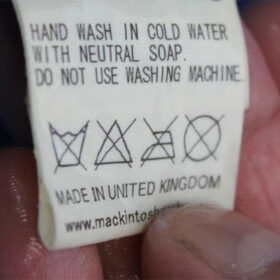 HAND WASH IN COLD WATER
WITH NEUTRAL SOAP.
DO NOT USE WASHING MACHINE.
MADE IN UNITED KINGDOM